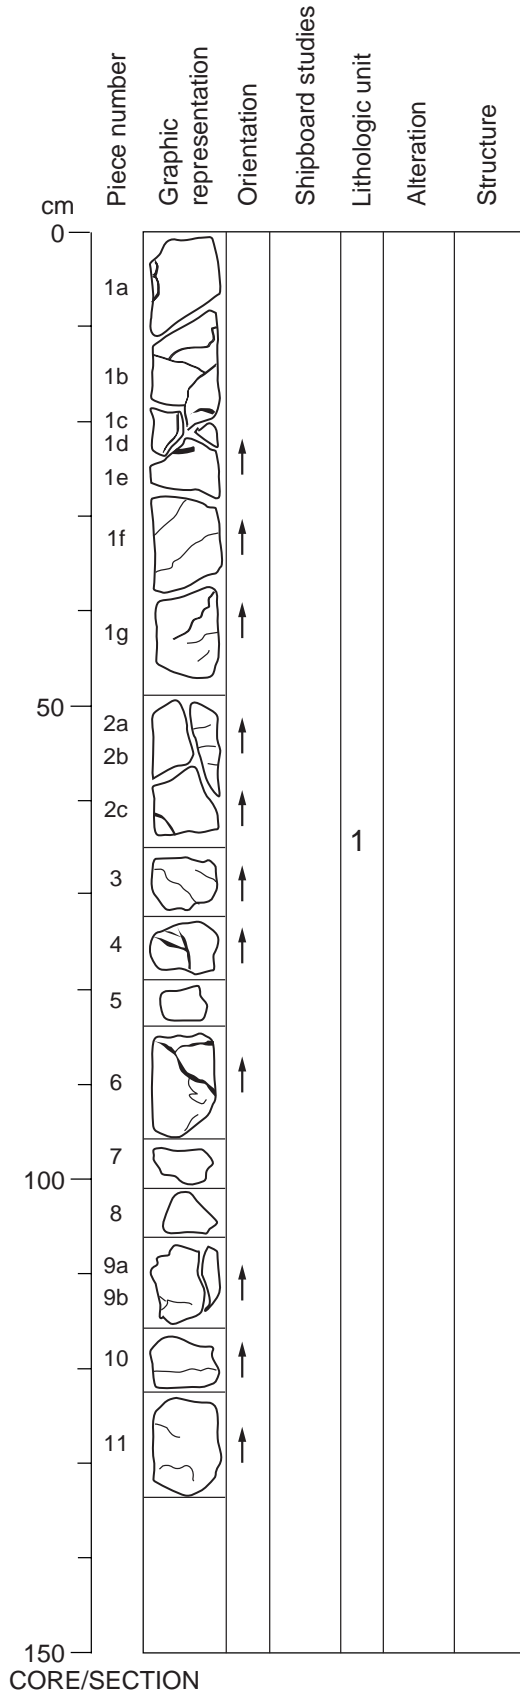 cm
Piece number
Graphic
representation
Orientation
Shipboard studies
Lithologic unit
Alteration
Structure
0
1a
1b
1c
1d
1e
1f
1g
50
2a
2b
2c
1
3
4
5
6
7
100
8
9a
9b
10
11
150
CORE/SECTION